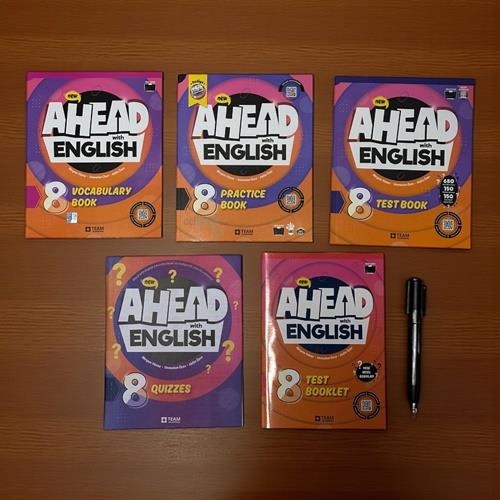 new
AHEAD
with
ENGLISH
8 VOCABULARY
BOOK
TEAM
new
AHEAD
with
ENGLISH
8 PRACTICE
BOOK
TEAM
new
AHEAD
with
ENGLISH
8 TEST BOOK
680
150
150
TEAM
new
AHEAD
with
ENGLISH
8 QUIZZES
TEAM
new
AHEAD
with
ENGLISH
8 TEST
BOOKLET
TEAM